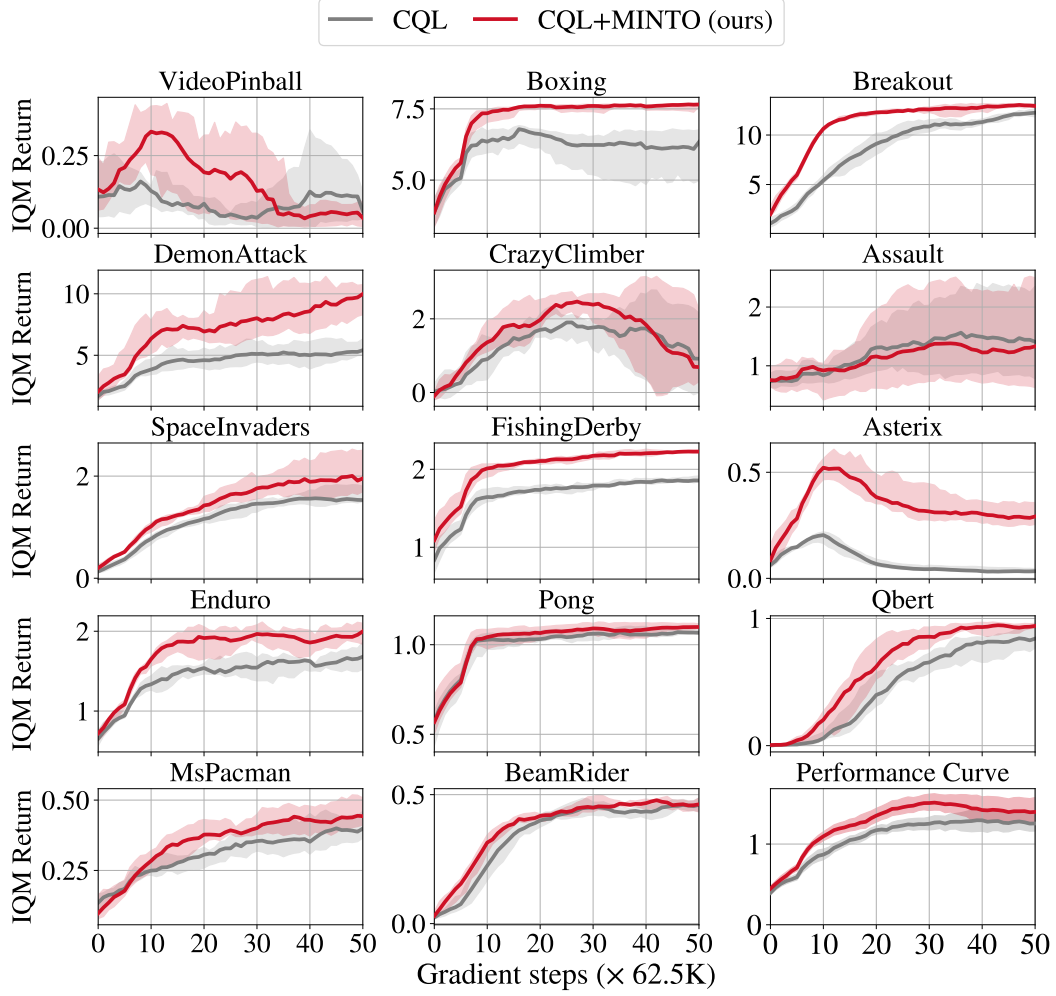 CQL CQL+MINTO (ours)
VideoPinball Boxing Breakout
IQM Return 0.25 0.00 7.5 5.0 10 5
DemonAttack CrazyClimber Assault
IQM Return 10 5 2 0 2 1
SpaceInvaders FishingDerby Asterix
IQM Return 2 0 2 1 0.5 0.0
Enduro Pong Qbert
IQM Return 2 1 1.0 0.5 1 0
MsPacman BeamRider Performance Curve
IQM Return 0.50 0.25 0.5 0.0 1 0
0 10 20 30 40 50 0 10 20 30 40 50 0 10 20 30 40 50
Gradient steps (× 62.5K)